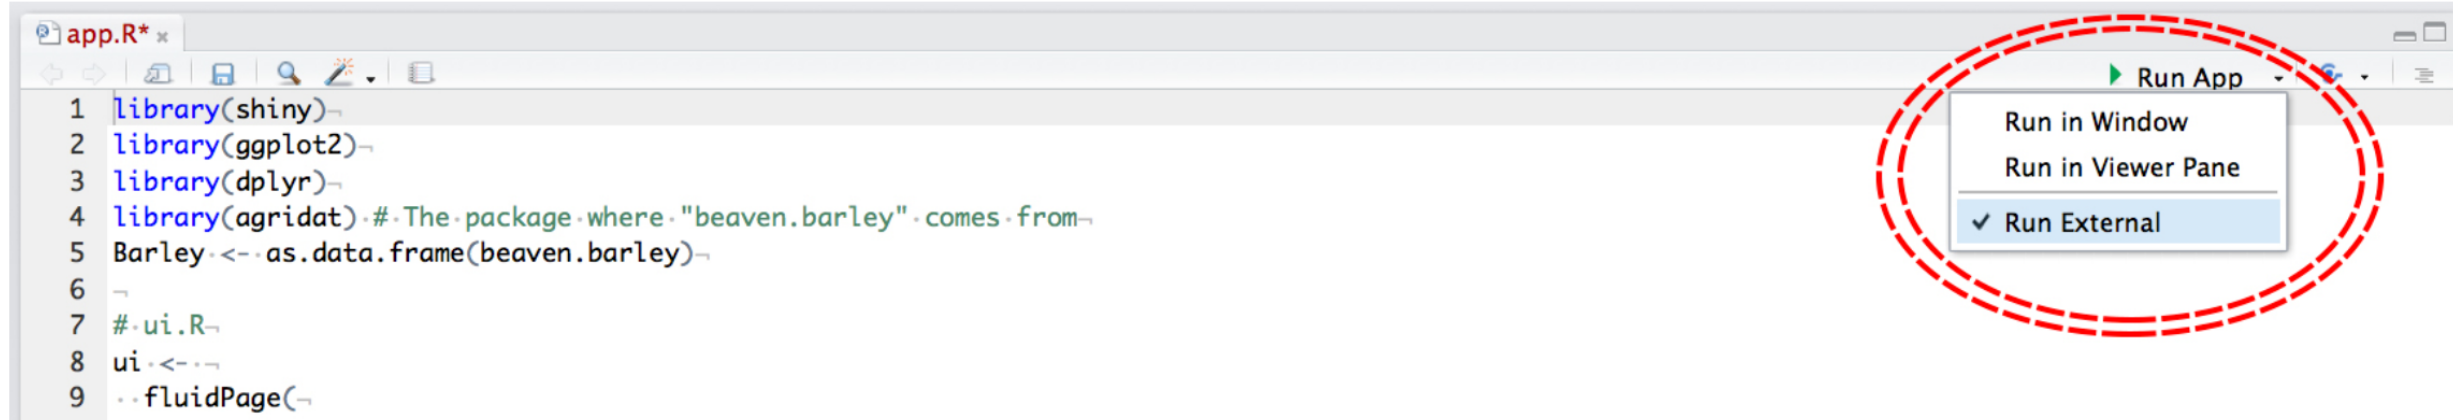 app.R*
Run App
1 library(shiny)¬
2 library(ggplot2)¬
3 library(dplyr)¬
4 library(agridat)·#·The·package·where·"beaven.barley"·comes·from¬
5 Barley·<-·as.data.frame(beaven.barley)¬
6 ¬
7 #·ui.R¬
8 ui·<-·¬
9 ··fluidPage(¬
Run in Window
Run in Viewer Pane
✓ Run External